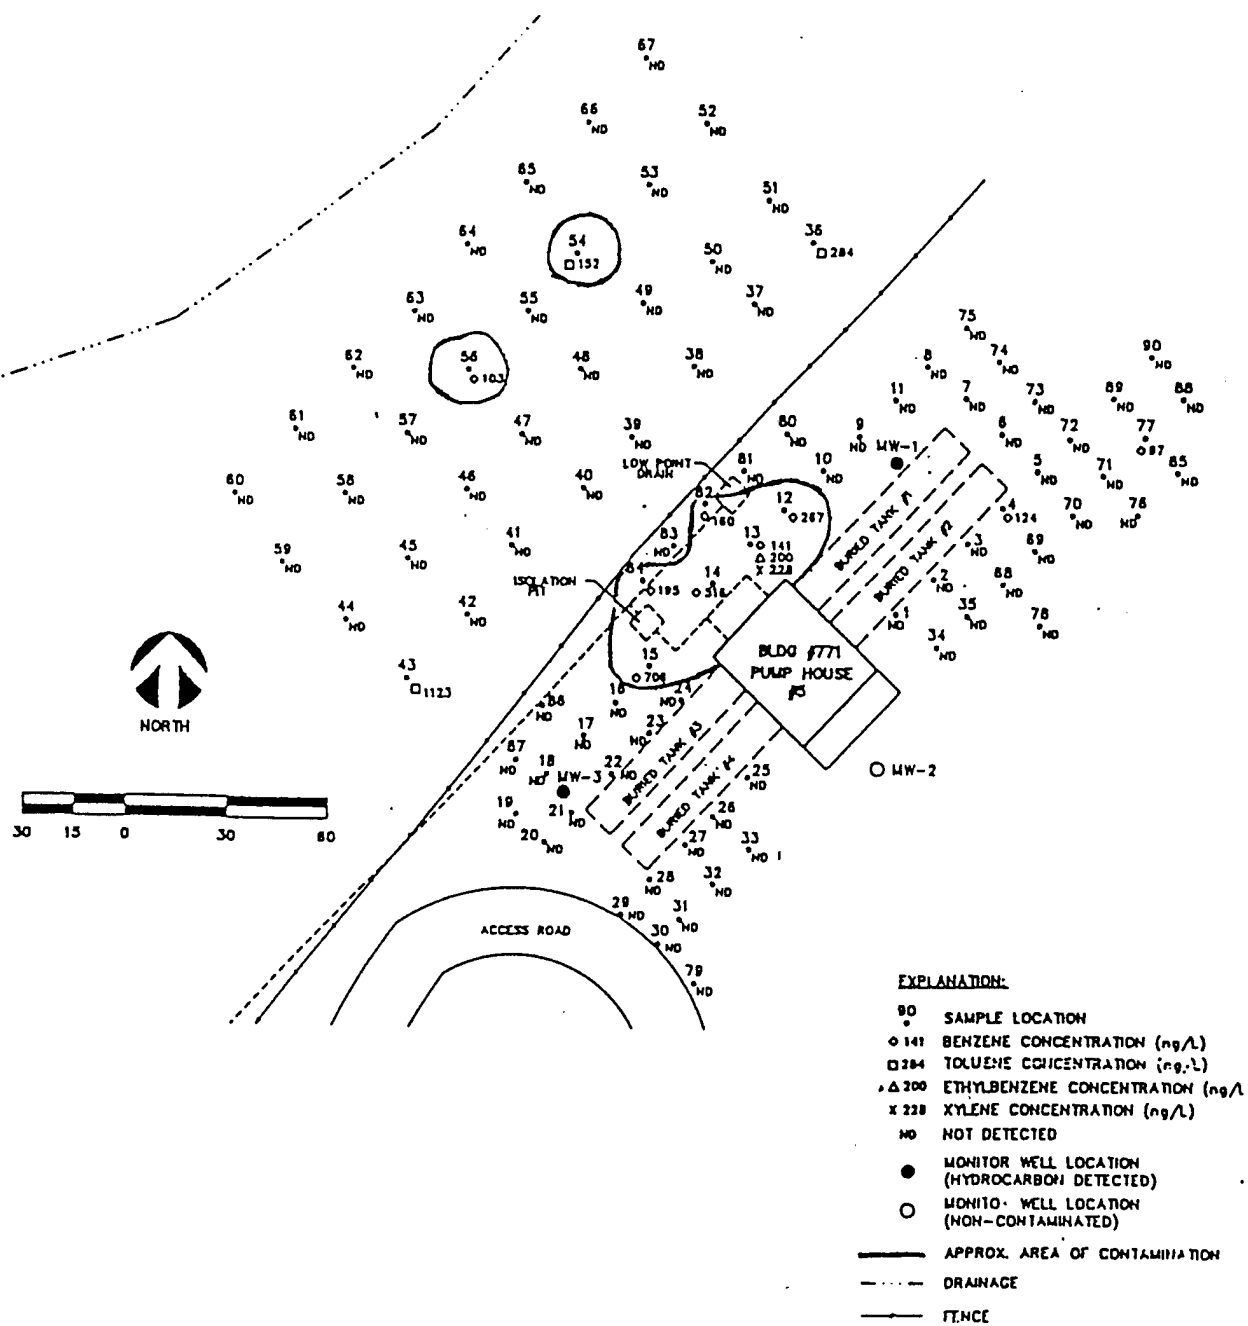 67
ND
66
ND
52
ND
65
ND
53
ND
51
ND
64
ND
54
152
36
284
50
ND
63
ND
55
ND
49
ND
37
ND
62
ND
56
103
48
ND
38
ND
75
ND
8
ND
74
ND
90
ND
61
ND
57
ND
47
ND
39
ND
80
ND
9
ND
11
ND
7
ND
73
ND
89
ND
88
ND
MW-1
6
ND
72
ND
77
97
LOW POINT
DRAIN
81
ND
10
ND
5
ND
71
ND
85
ND
60
ND
58
ND
46
ND
40
ND
82
160
12
267
BURIED TANK #1
BURIED TANK #2
4
124
70
ND
76
ND
59
ND
45
ND
41
ND
83
ND
13
141
200
228
3
ND
69
ND
ISOLATION
PIT
84
195
14
316
2
ND
68
ND
44
ND
42
ND
1
ND
35
ND
78
ND
34
ND
BLDG #771
PUMP HOUSE
#5
43
1123
15
706
NORTH
86
ND
16
ND
24
ND
17
ND
23
ND
87
ND
18
ND
MW-3
22
ND
BURIED TANK #3
BURIED TANK #4
25
ND
MW-2
19
ND
21
ND
26
ND
20
ND
27
ND
33
ND
30 15 0 30 60
28
ND
32
ND
29
ND
31
ND
30
ND
79
ND
ACCESS ROAD
EXPLANATION:
90
SAMPLE LOCATION
141 BENZENE CONCENTRATION (ng/L)
284 TOLUENE CONCENTRATION (ng/L)
200 ETHYLBENZENE CONCENTRATION (ng/L
X 228 XYLENE CONCENTRATION (ng/L)
ND NOT DETECTED
MONITOR WELL LOCATION
(HYDROCARBON DETECTED)
MONITO· WELL LOCATION
(NON-CONTAMINATED)
APPROX. AREA OF CONTAMINATION
DRAINAGE
FENCE